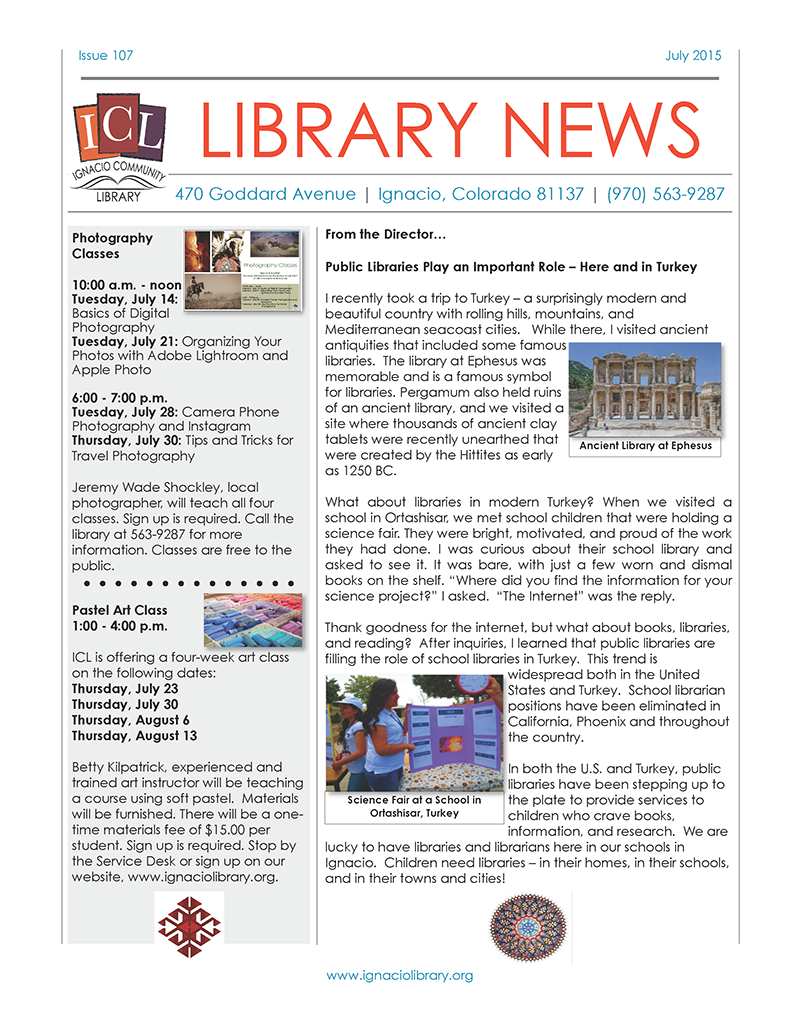 Issue 107
July 2015
ICL
IGNACIO COMMUNITY
LIBRARY
LIBRARY NEWS
470 Goddard Avenue | Ignacio, Colorado 81137 | (970) 563-9287
Photography
Classes
Photography Classes
10:00 a.m. - noon
Tuesday, July 14:
Basics of Digital
Photography
Tuesday, July 21: Organizing Your
Photos with Adobe Lightroom and
Apple Photo
6:00 - 7:00 p.m.
Tuesday, July 28: Camera Phone
Photography and Instagram
Thursday, July 30: Tips and Tricks for
Travel Photography
Jeremy Wade Shockley, local
photographer, will teach all four
classes. Sign up is required. Call the
library at 563-9287 for more
information. Classes are free to the
public.
Pastel Art Class
1:00 - 4:00 p.m.
ICL is offering a four-week art class
on the following dates:
Thursday, July 23
Thursday, July 30
Thursday, August 6
Thursday, August 13
Betty Kilpatrick, experienced and
trained art instructor will be teaching
a course using soft pastel.  Materials
will be furnished. There will be a one-
time materials fee of $15.00 per
student. Sign up is required. Stop by
the Service Desk or sign up on our
website, www.ignaciolibrary.org.
From the Director…
Public Libraries Play an Important Role – Here and in Turkey
I recently took a trip to Turkey – a surprisingly modern and
beautiful country with rolling hills, mountains, and
Mediterranean seacoast cities.   While there, I visited ancient
antiquities that included some famous
libraries.  The library at Ephesus was
memorable and is a famous symbol
for libraries. Pergamum also held ruins
of an ancient library, and we visited a
site where thousands of ancient clay
tablets were recently unearthed that
were created by the Hittites as early
as 1250 BC.
Ancient Library at Ephesus
What about libraries in modern Turkey? When we visited a
school in Ortashisar, we met school children that were holding a
science fair. They were bright, motivated, and proud of the work
they had done. I was curious about their school library and
asked to see it. It was bare, with just a few worn and dismal
books on the shelf. “Where did you find the information for your
science project?” I asked.  “The Internet” was the reply.
Thank goodness for the internet, but what about books, libraries,
and reading?  After inquiries, I learned that public libraries are
filling the role of school libraries in Turkey.  This trend is
widespread both in the United
States and Turkey.  School librarian
positions have been eliminated in
California, Phoenix and throughout
the country.
Science Fair at a School in
Ortashisar, Turkey
In both the U.S. and Turkey, public
libraries have been stepping up to
the plate to provide services to
children who crave books,
information, and research.  We are
lucky to have libraries and librarians here in our schools in
Ignacio.  Children need libraries – in their homes, in their schools,
and in their towns and cities!
www.ignaciolibrary.org